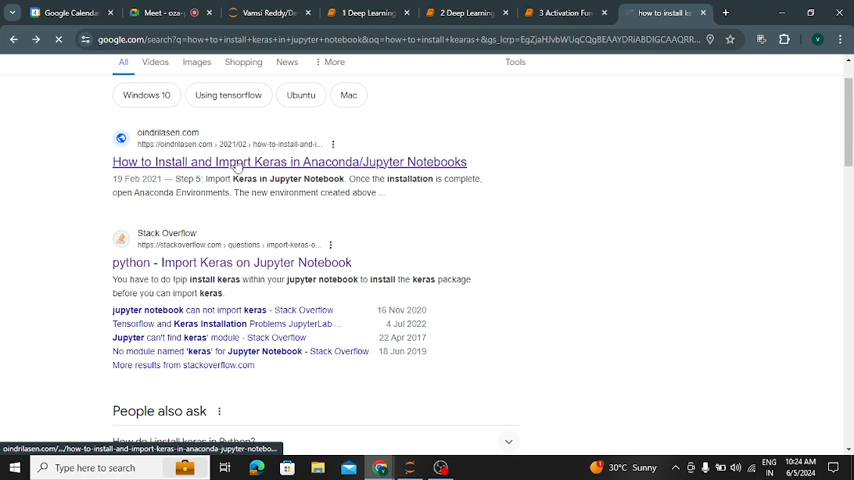 Google Calenda
Meet - oza-
Vamsi Reddy/De
1 Deep Learning
2 Deep Learning
3 Activation Fun
how to install ke
google.com/search?q=how+to+install+keras+in+jupyter+notebook&oq=how+to+install+kearas+&gs_lcrp=EgZjaHJvbWUqCQgBEAAYDRiABDIGCAAQRR...
All Videos Images Shopping News More Tools
Windows 10 Using tensorflow Ubuntu Mac
oindrilasen.com
https://oindrilasen.com › 2021/02 › how-to-install-and-i...
How to Install and Import Keras in Anaconda/Jupyter Notebooks
19 Feb 2021 — Step 5: Import Keras in Jupyter Notebook. Once the installation is complete,
open Anaconda Environments. The new environment created above ...
Stack Overflow
https://stackoverflow.com › questions › import-keras-o...
python - Import Keras on Jupyter Notebook
You have to do !pip install keras within your jupyter notebook to install the keras package
before you can import keras.
jupyter notebook can not import keras - Stack Overflow 16 Nov 2020
Tensorflow and Keras Installation Problems JupyterLab ... 4 Jul 2022
Jupyter can't find keras' module - Stack Overflow 22 Apr 2017
No module named 'keras' for Jupyter Notebook - Stack Overflow 18 Jun 2019
More results from stackoverflow.com
People also ask
How do I install keras in Python?
oindrilasen.com/.../how-to-install-and-import-keras-in-anaconda-jupyter-notebo...
Type here to search
30°C Sunny
ENG
IN
10:24 AM
6/5/2024